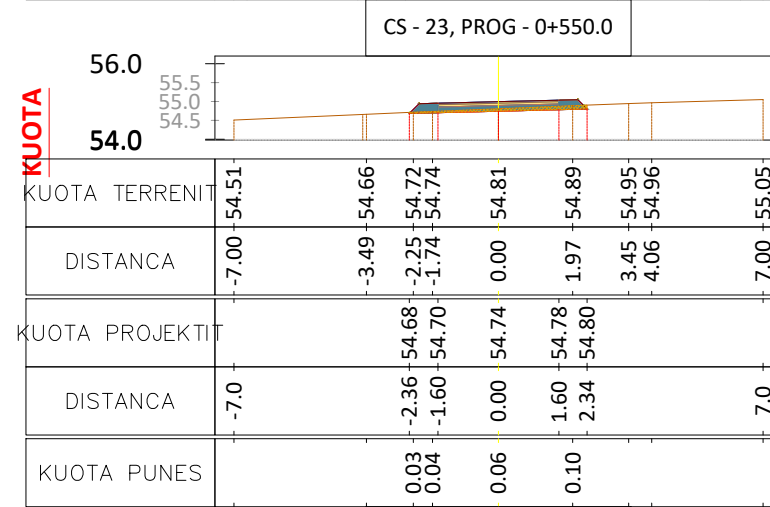 CS - 23, PROG - 0+550.0
KUOTA
56.0
55.5
55.0
54.5
54.0
KUOTA TERRENIT 54.51 54.66 54.72 54.74 54.81 54.89 54.95 54.96 55.05
DISTANCA -7.00 -3.49 -2.25 -1.74 0.00 1.97 3.45 4.06 7.00
KUOTA PROJEKTIT 54.68 54.70 54.74 54.78 54.80
DISTANCA -7.0 -2.36 -1.60 0.00 1.60 2.34 7.0
KUOTA PUNES 0.03 0.04 0.06 0.10